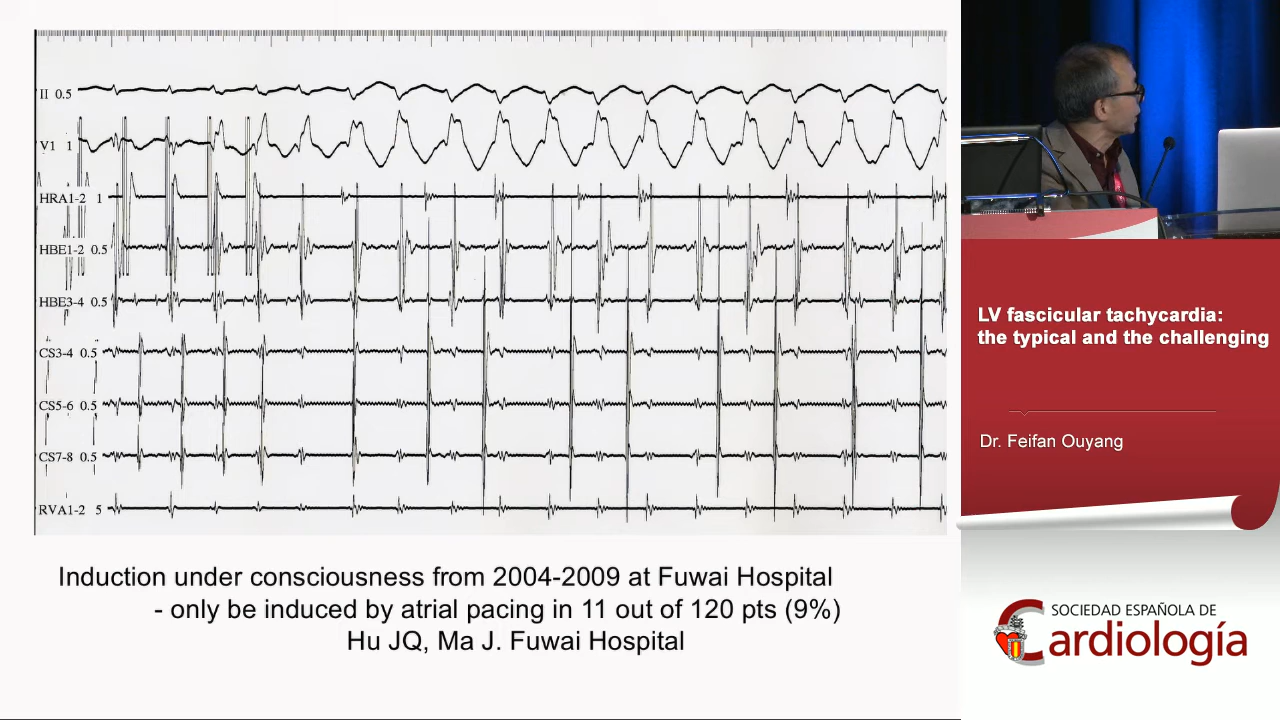 II 0.5
V1 1
HRA1-2 1
HBE1-2 0.5
HBE3-4 0.5
CS3-4 0.5
CS5-6 0.5
CS7-8 0.5
RVA1-2 5
Induction under consciousness from 2004-2009 at Fuwai Hospital
- only be induced by atrial pacing in 11 out of 120 pts (9%)
Hu JQ, Ma J. Fuwai Hospital
LV fascicular tachycardia:
the typical and the challenging
Dr. Feifan Ouyang
SOCIEDAD ESPAÑOLA DE
Cardiología